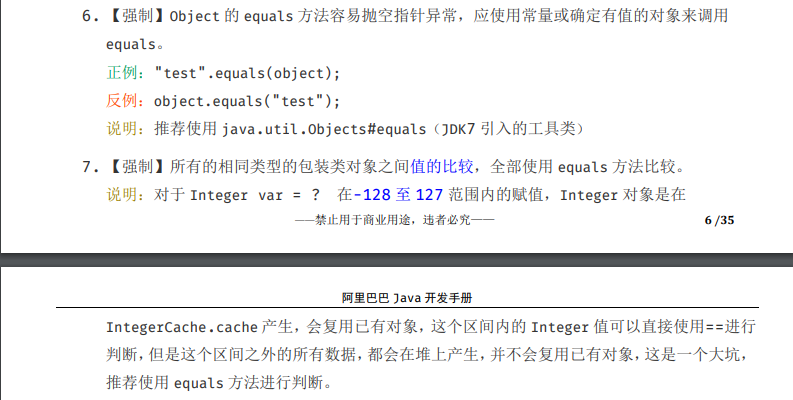 6. 【强制】Object 的 equals 方法容易抛空指针异常，应使用常量或确定有值的对象来调用
equals。
正例："test".equals(object);
反例：object.equals("test");
说明：推荐使用 java.util.Objects#equals（JDK7 引入的工具类）
7. 【强制】所有的相同类型的包装类对象之间值的比较，全部使用 equals 方法比较。
说明：对于 Integer var = ? 在-128 至 127 范围内的赋值，Integer 对象是在
——禁止用于商业用途，违者必究——
6 /35
阿里巴巴 Java 开发手册
IntegerCache.cache 产生，会复用已有对象，这个区间内的 Integer 值可以直接使用==进行
判断，但是这个区间之外的所有数据，都会在堆上产生，并不会复用已有对象，这是一个大坑，
推荐使用 equals 方法进行判断。